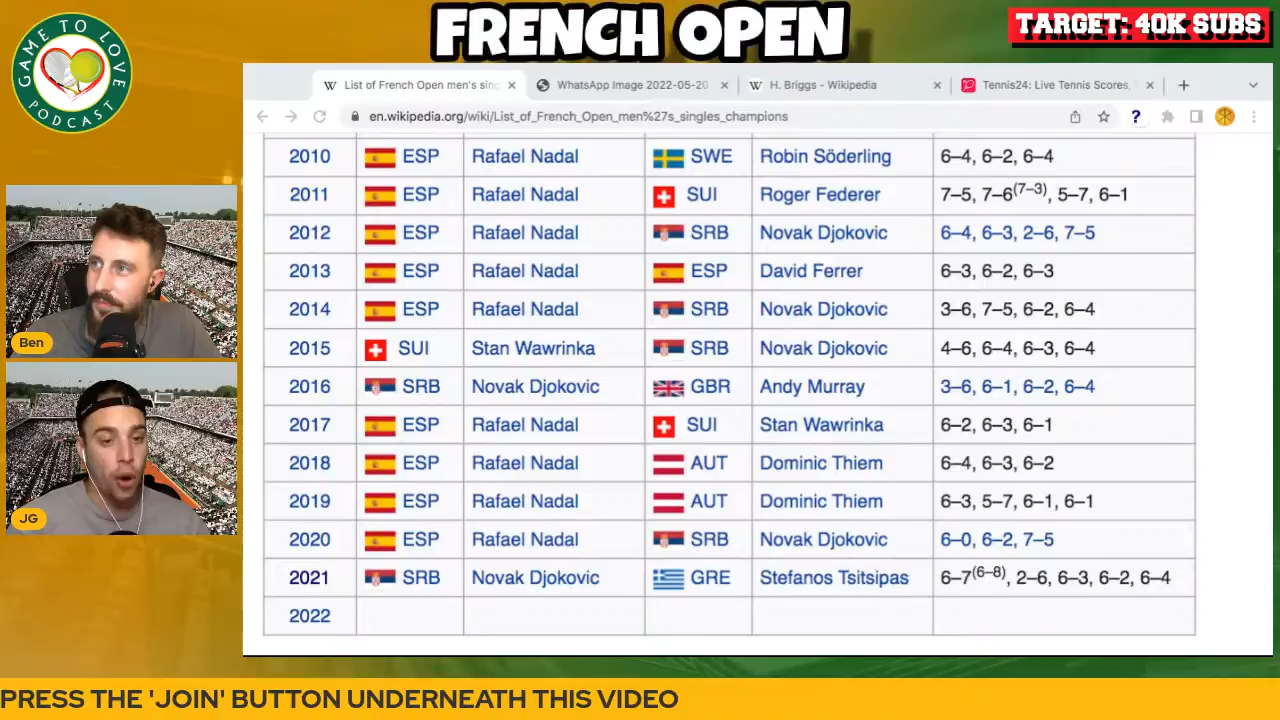 FRENCH OPEN
TARGET: 40K SUBS
GAME TO LOVE
PODCAST
List of French Open men's sing
WhatsApp Image 2022-05-20
H. Briggs - Wikipedia
Tennis24: Live Tennis Scores,
en.wikipedia.org/wiki/List_of_French_Open_men%27s_singles_champions
2010 ESP Rafael Nadal SWE Robin Söderling 6–4, 6–2, 6–4
2011 ESP Rafael Nadal SUI Roger Federer 7–5, 7–6(7–3), 5–7, 6–1
2012 ESP Rafael Nadal SRB Novak Djokovic 6–4, 6–3, 2–6, 7–5
2013 ESP Rafael Nadal ESP David Ferrer 6–3, 6–2, 6–3
2014 ESP Rafael Nadal SRB Novak Djokovic 3–6, 7–5, 6–2, 6–4
2015 SUI Stan Wawrinka SRB Novak Djokovic 4–6, 6–4, 6–3, 6–4
2016 SRB Novak Djokovic GBR Andy Murray 3–6, 6–1, 6–2, 6–4
2017 ESP Rafael Nadal SUI Stan Wawrinka 6–2, 6–3, 6–1
2018 ESP Rafael Nadal AUT Dominic Thiem 6–4, 6–3, 6–2
2019 ESP Rafael Nadal AUT Dominic Thiem 6–3, 5–7, 6–1, 6–1
2020 ESP Rafael Nadal SRB Novak Djokovic 6–0, 6–2, 7–5
2021 SRB Novak Djokovic GRE Stefanos Tsitsipas 6–7(6–8), 2–6, 6–3, 6–2, 6–4
2022
Ben
JG
PRESS THE 'JOIN' BUTTON UNDERNEATH THIS VIDEO